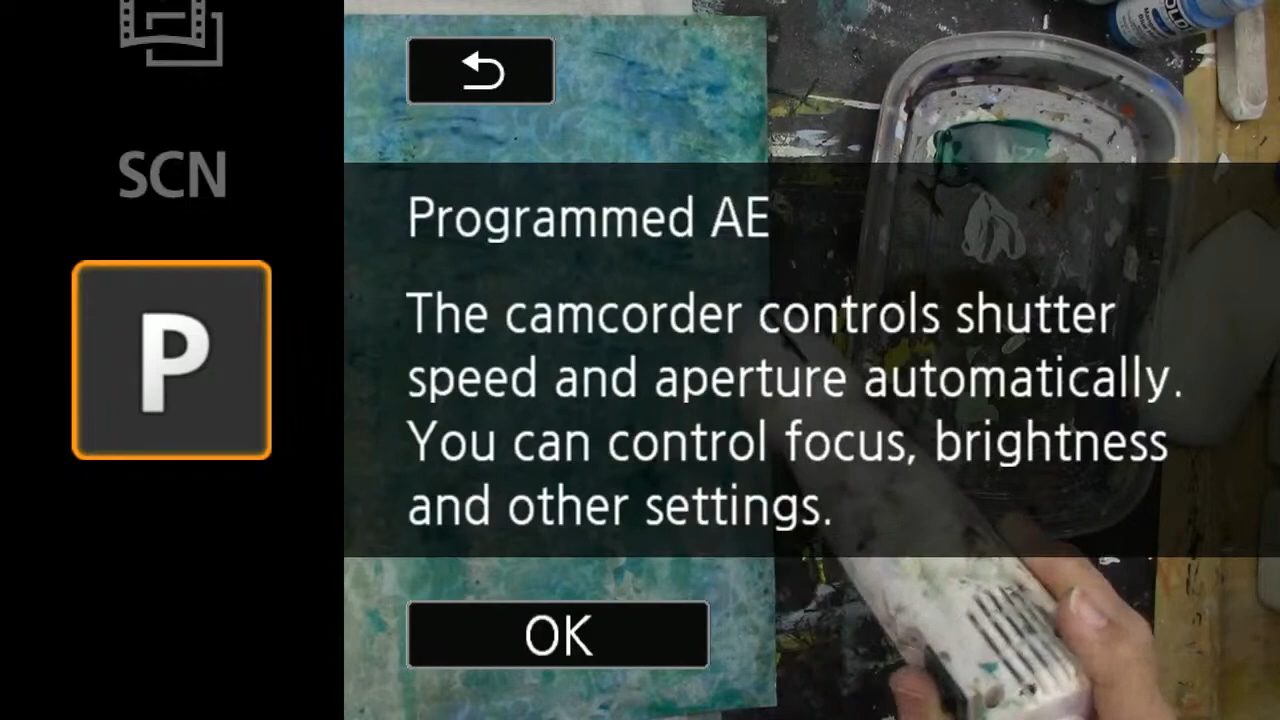 SCN
P
Programmed AE
The camcorder controls shutter
speed and aperture automatically.
You can control focus, brightness
and other settings.
OK